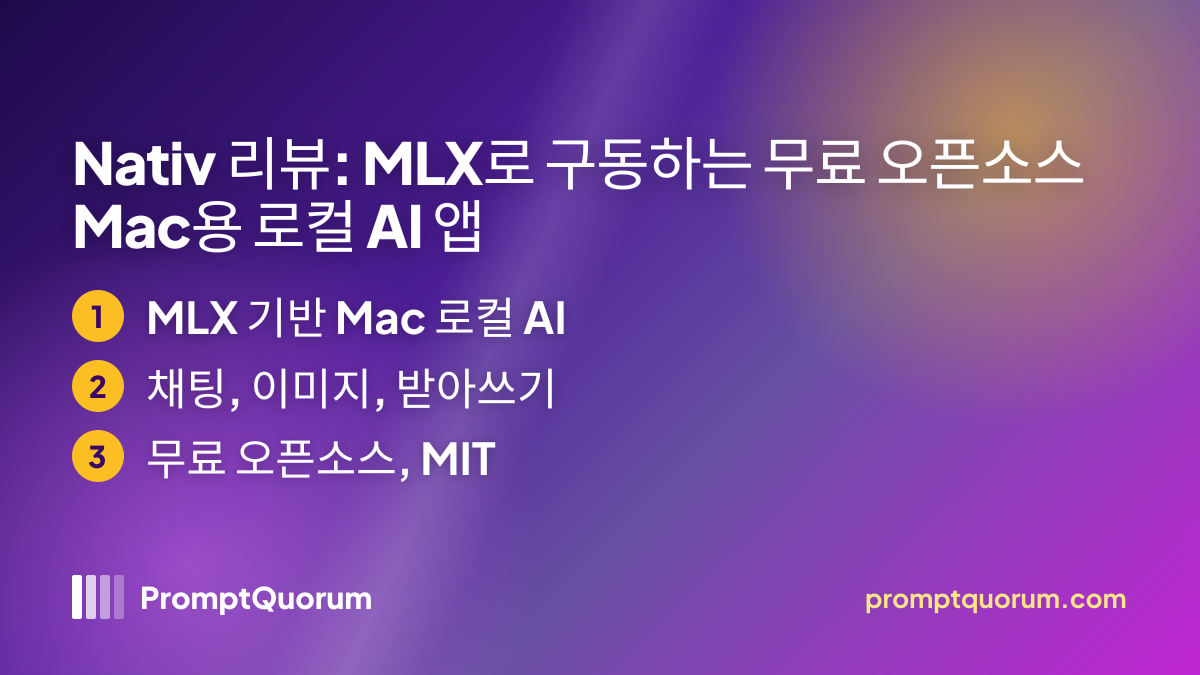 Nativ 리뷰: MLX로 구동하는 무료 오픈소스
Mac용 로컬 AI 앱
1 MLX 기반 Mac 로컬 AI
2 채팅, 이미지, 받아쓰기
3 무료 오픈소스, MIT
PromptQuorum
promptquorum.com